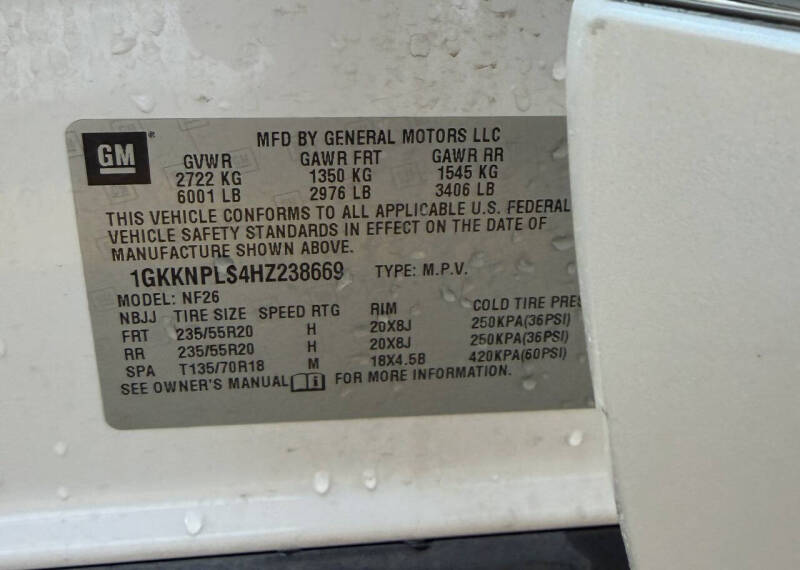 GM
MFD BY GENERAL MOTORS LLC
GVWR GAWR FRT GAWR RR
2722 KG 1350 KG 1545 KG
6001 LB 2976 LB 3406 LB
THIS VEHICLE CONFORMS TO ALL APPLICABLE U.S. FEDERAL
VEHICLE SAFETY STANDARDS IN EFFECT ON THE DATE OF
MANUFACTURE SHOWN ABOVE.
1GKKNPLS4HZ238669 TYPE: M.P.V.
MODEL: NF26
NBJJ TIRE SIZE SPEED RTG RIM COLD TIRE PRES
FRT 235/55R20 H 20X8J 250KPA(36PSI)
RR 235/55R20 H 20X8J 250KPA(36PSI)
SPA T135/70R18 M 18X4.5B 420KPA(60PSI)
SEE OWNER'S MANUAL FOR MORE INFORMATION.